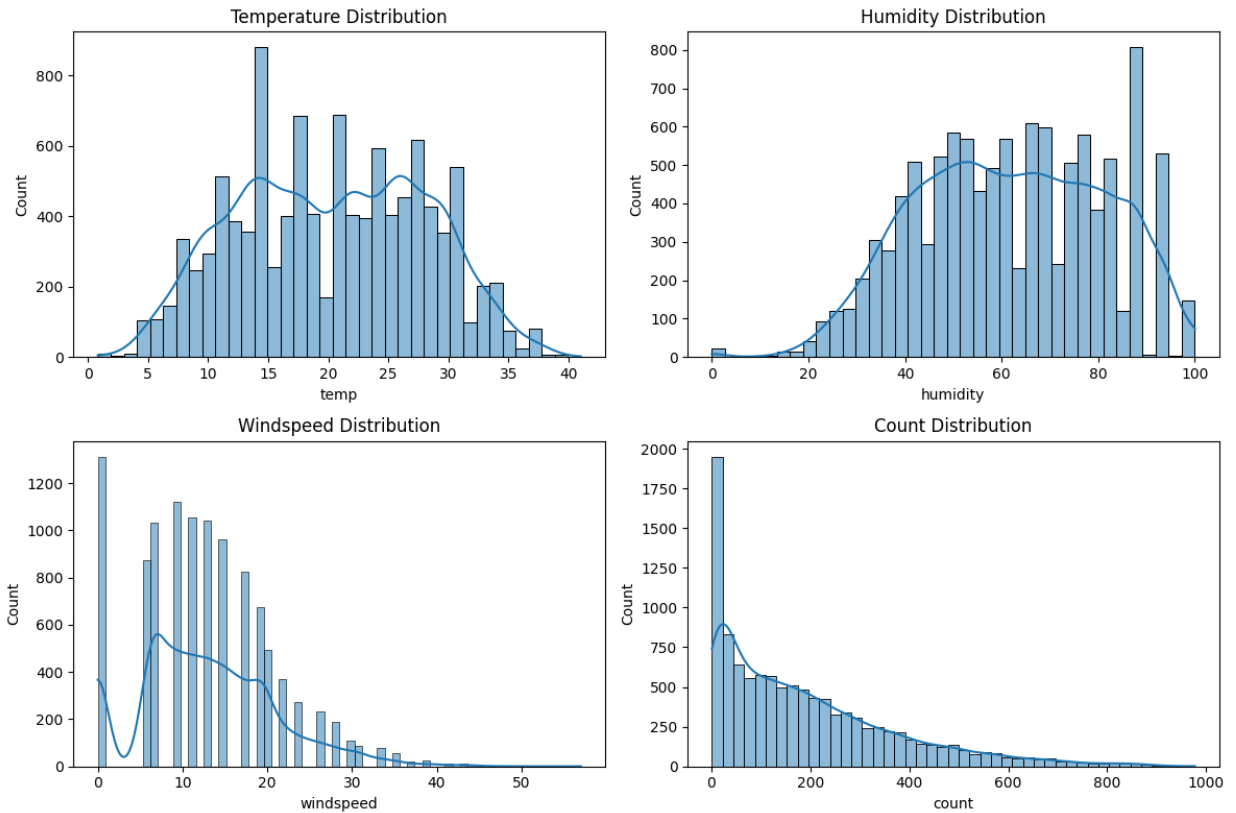 Temperature Distribution
Count
0
200
400
600
800
0 5 10 15 20 25 30 35 40
temp
Humidity Distribution
Count
0
100
200
300
400
500
600
700
800
0 20 40 60 80 100
humidity
Windspeed Distribution
Count
0
200
400
600
800
1000
1200
0 10 20 30 40 50
windspeed
Count Distribution
Count
0
250
500
750
1000
1250
1500
1750
2000
0 200 400 600 800 1000
count